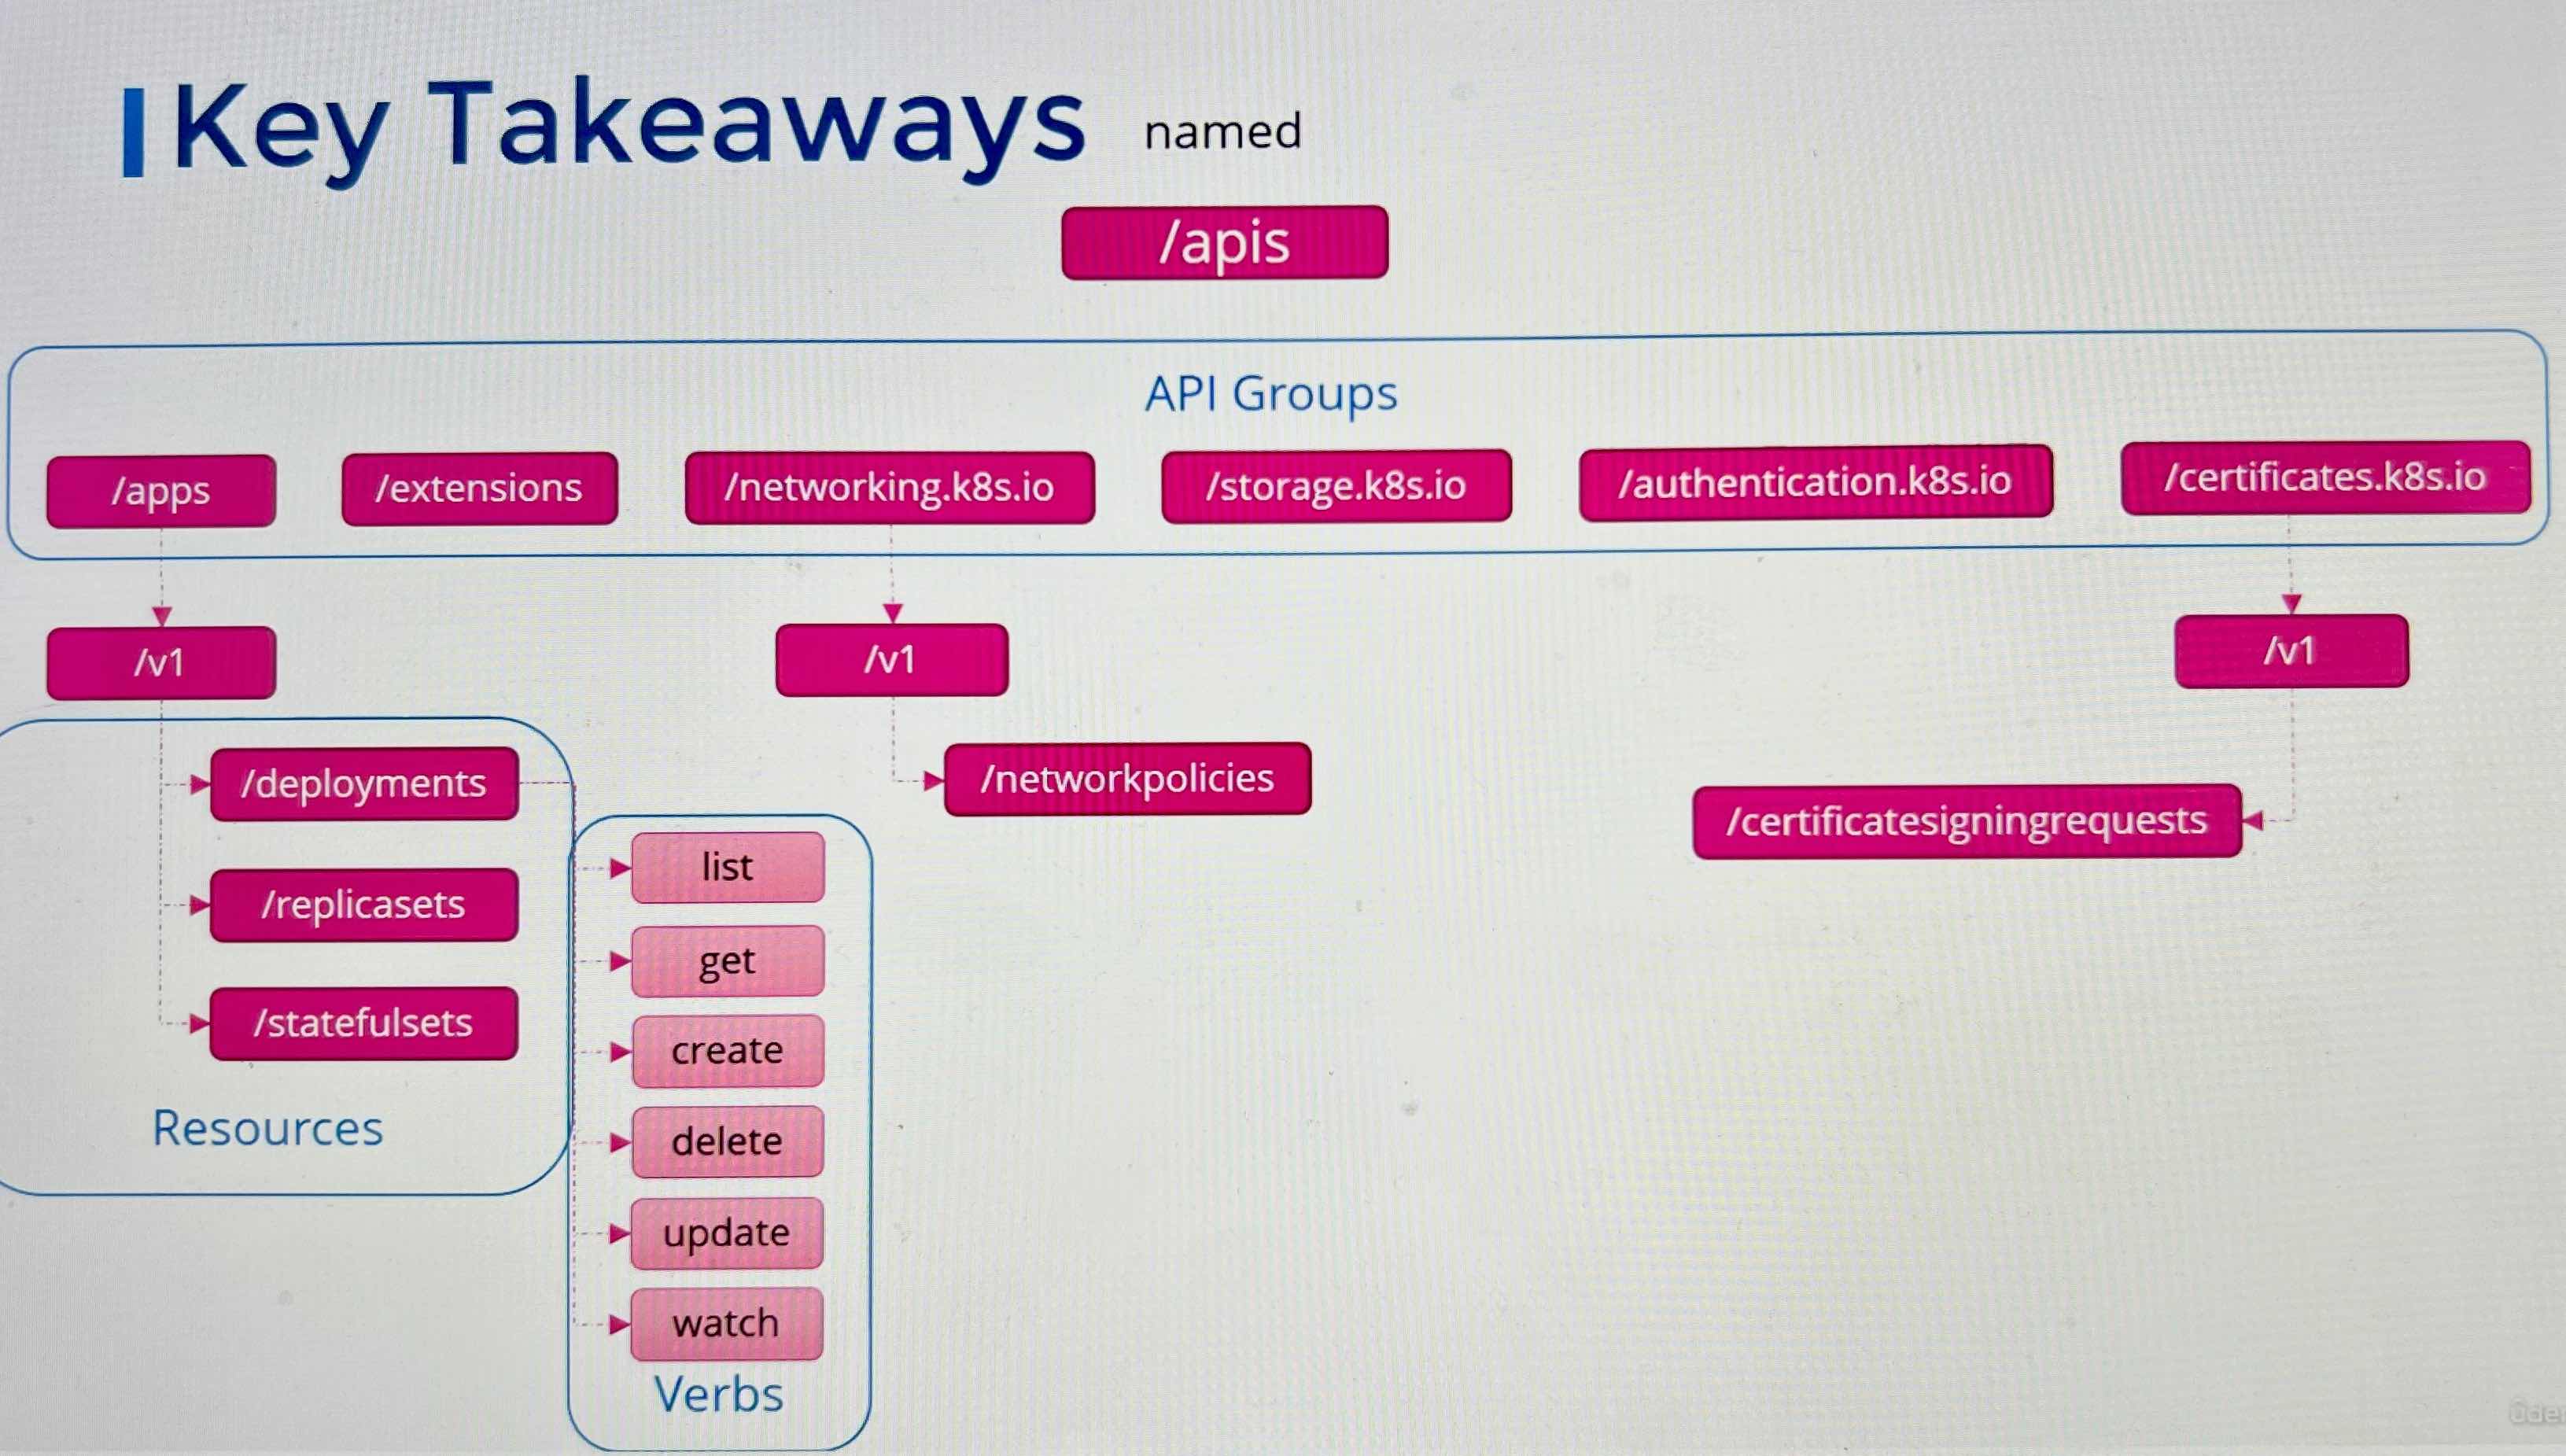 Key Takeaways
named
/apis
API Groups
/apps
/extensions
/networking.k8s.io
/storage.k8s.io
/authentication.k8s.io
/certificates.k8s.io
/v1
/v1
/v1
/deployments
/replicasets
/statefulsets
Resources
list
get
create
delete
update
watch
Verbs
/networkpolicies
/certificatesigningrequests